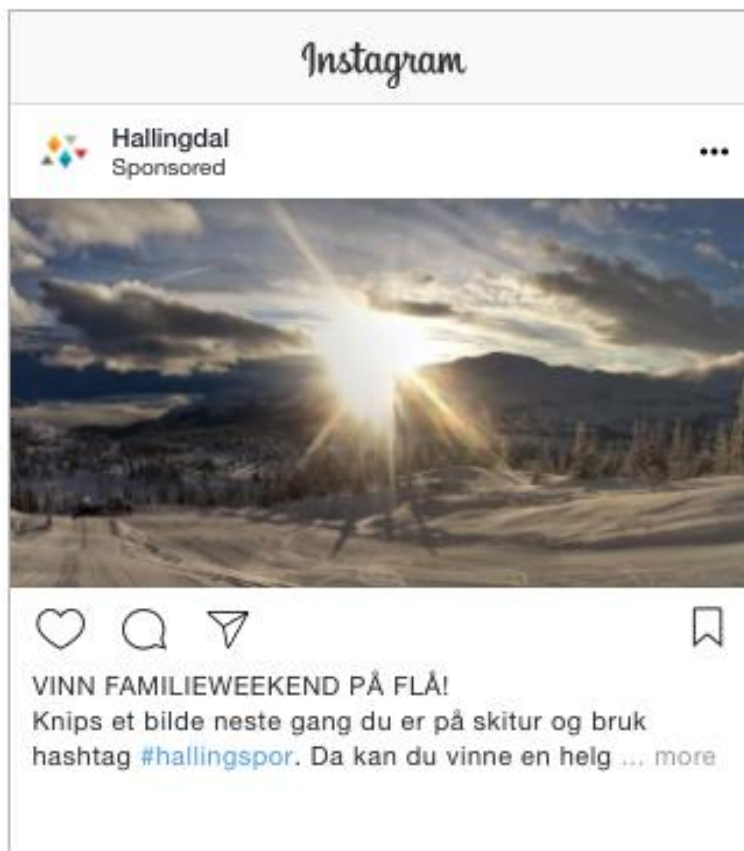 Instagram
Hallingdal
Sponsored
VINN FAMILIEWEEKEND PÅ FLÅ!
Knips et bilde neste gang du er på skitur og bruk
hashtag #hallingspor. Da kan du vinne en helg ... more